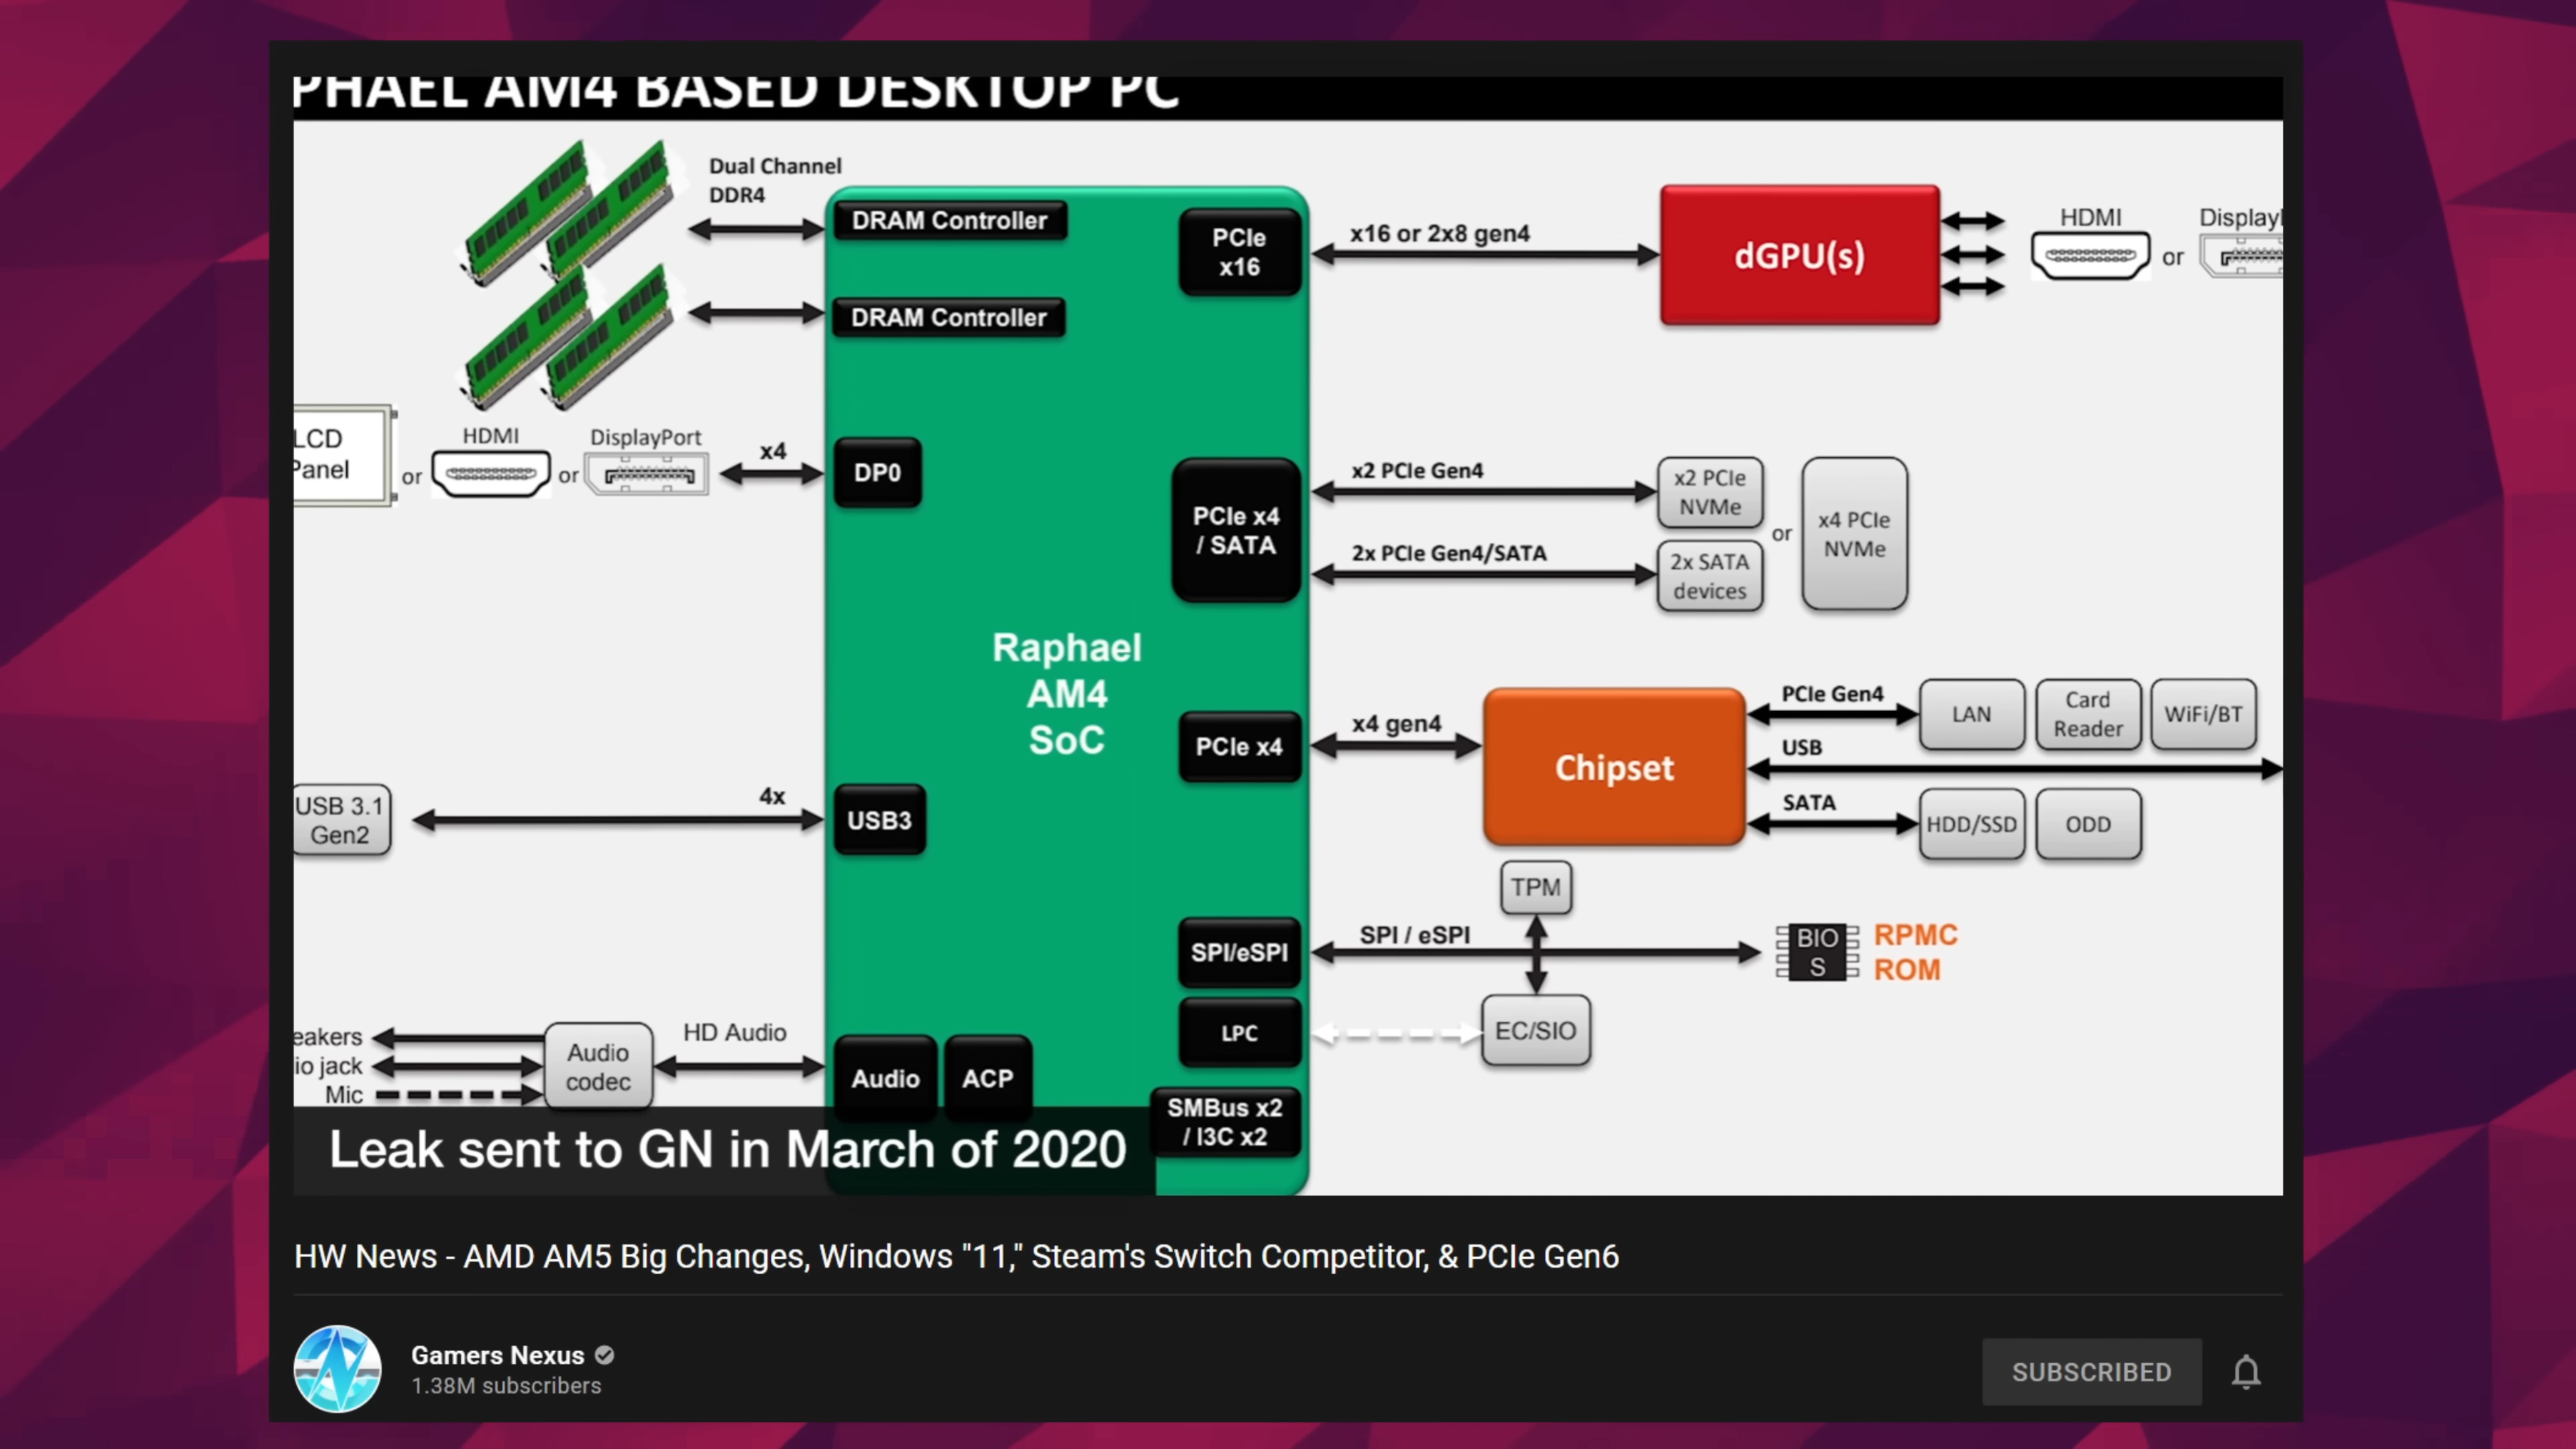 PHAEL AM4 BASED DESKTOP PC
Dual Channel
DDR4
DRAM Controller
DRAM Controller
PCIe
x16
x16 or 2x8 gen4
dGPU(s)
HDMI
or
Display
LCD
Panel
or
HDMI
or
DisplayPort
x4
DP0
PCIe x4
/ SATA
x2 PCIe Gen4
2x PCIe Gen4/SATA
x2 PCIe
NVMe
2x SATA
devices
or
x4 PCIe
NVMe
Raphael
AM4
SoC
PCIe x4
x4 gen4
Chipset
PCIe Gen4
LAN
Card
Reader
WiFi/BT
USB
SATA
HDD/SSD
ODD
USB 3.1
Gen2
4x
USB3
TPM
SPI/eSPI
SPI / eSPI
BIO
S
RPMC
ROM
LPC
EC/SIO
eakers
io jack
Mic
Audio
codec
HD Audio
Audio
ACP
SMBus x2
/ I3C x2
Leak sent to GN in March of 2020
HW News - AMD AM5 Big Changes, Windows "11," Steam's Switch Competitor, & PCIe Gen6
Gamers Nexus
1.38M subscribers
SUBSCRIBED